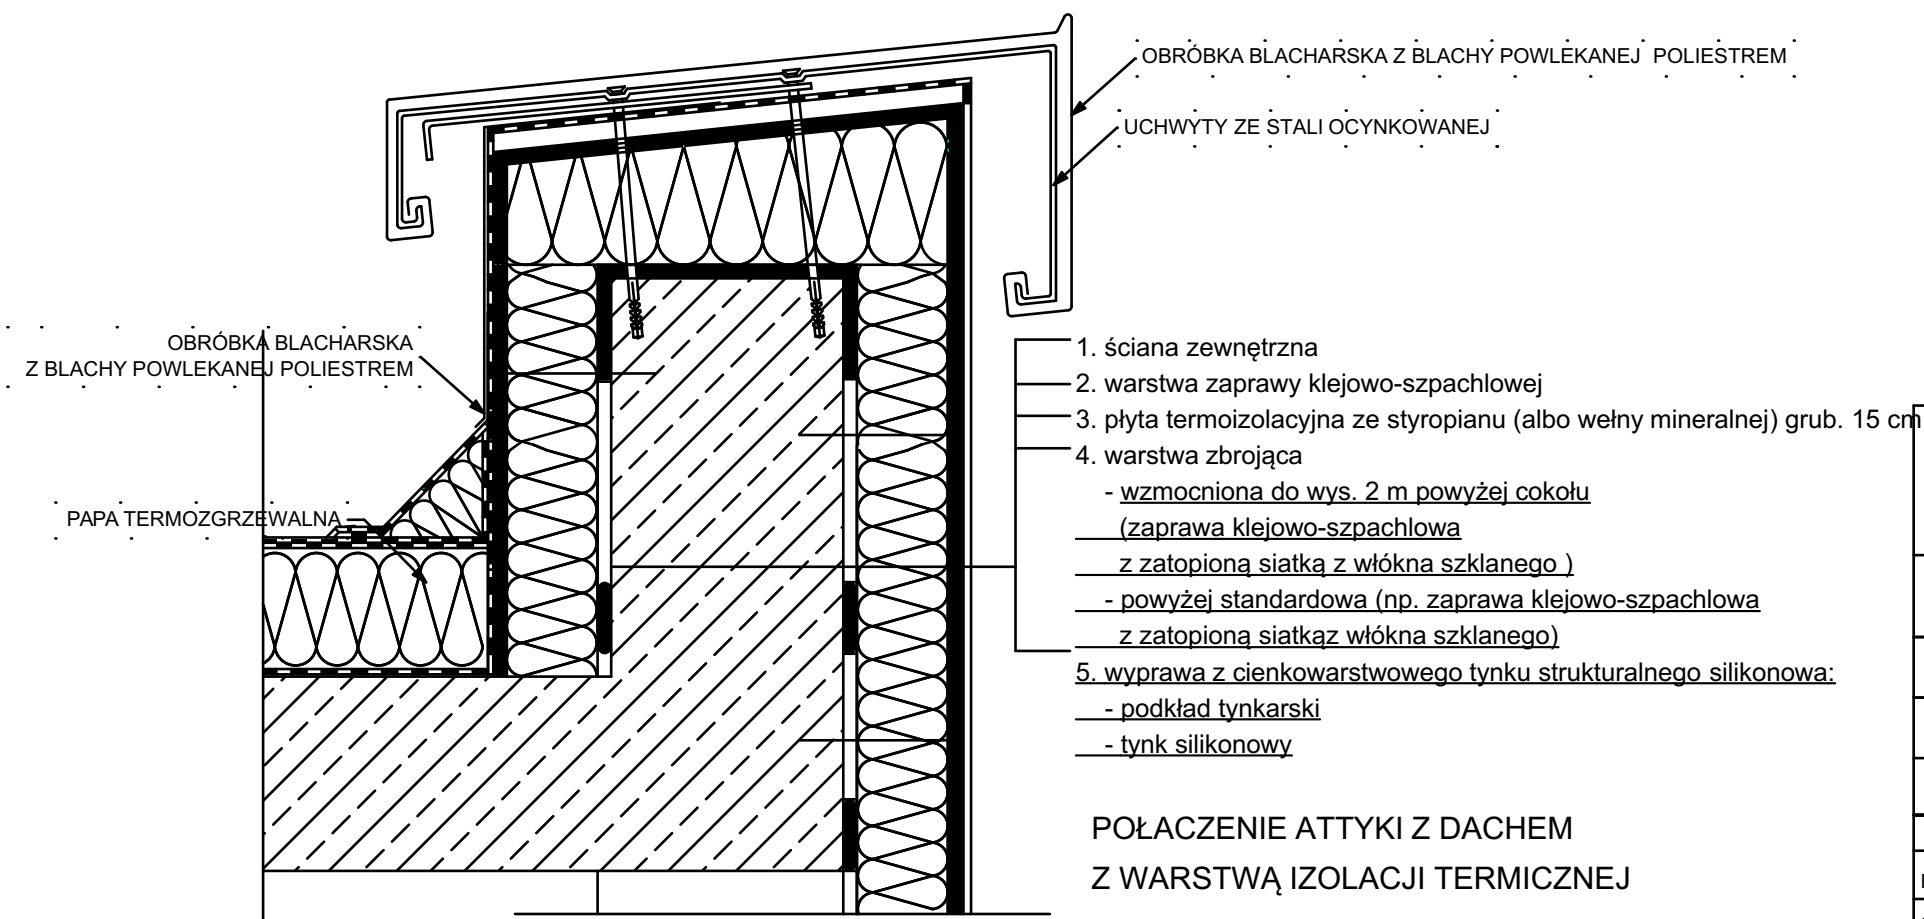 OBRÓBKA BLACHARSKA Z BLACHY POWLEKANEJ POLIESTREM
UCHWYTY ZE STALI OCYNKOWANEJ
OBRÓBKA BLACHARSKA
Z BLACHY POWLEKANEJ POLIESTREM
PAPA TERMOZGRZEWALNA
1. ściana zewnętrzna
2. warstwa zaprawy klejowo-szpachlowej
3. płyta termoizolacyjna ze styropianu (albo wełny mineralnej) grub. 15 cm
4. warstwa zbrojąca
- wzmocniona do wys. 2 m powyżej cokołu
(zaprawa klejowo-szpachlowa
z zatopioną siatką z włókna szklanego )
- powyżej standardowa (np. zaprawa klejowo-szpachlowa
z zatopioną siatkąz włókna szklanego)
5. wyprawa z cienkowarstwowego tynku strukturalnego silikonowa:
- podkład tynkarski
- tynk silikonowy
POŁACZENIE ATTYKI Z DACHEM
Z WARSTWĄ IZOLACJI TERMICZNEJ